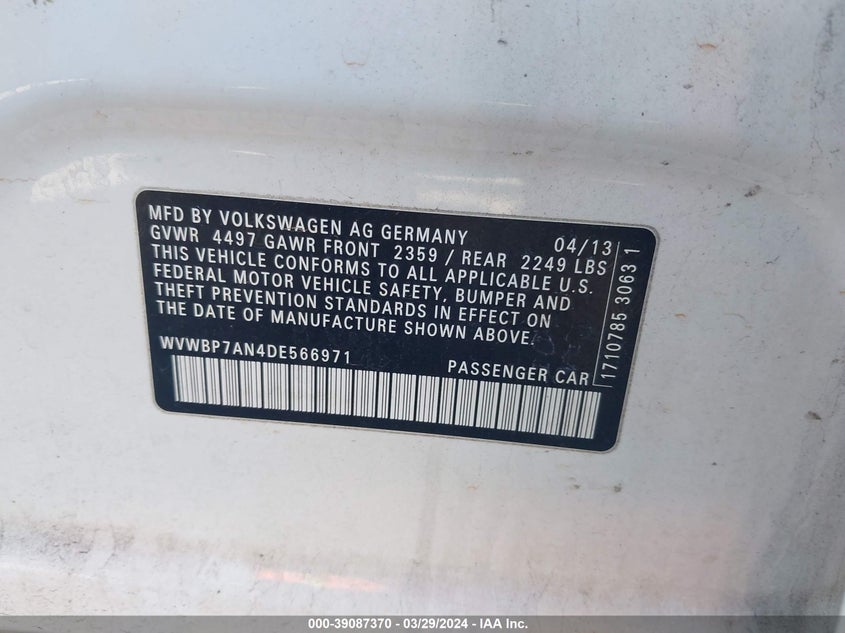 MFD BY VOLKSWAGEN AG GERMANY 04/13
GVWR 4497 GAWR FRONT 2359 / REAR 2249 LBS
THIS VEHICLE CONFORMS TO ALL APPLICABLE U.S.
FEDERAL MOTOR VEHICLE SAFETY, BUMPER AND
THEFT PREVENTION STANDARDS IN EFFECT ON
THE DATE OF MANUFACTURE SHOWN ABOVE.
WVWBP7AN4DE566971 PASSENGER CAR
1710785 3063 1
000-39087370 - 03/29/2024 - IAA Inc.